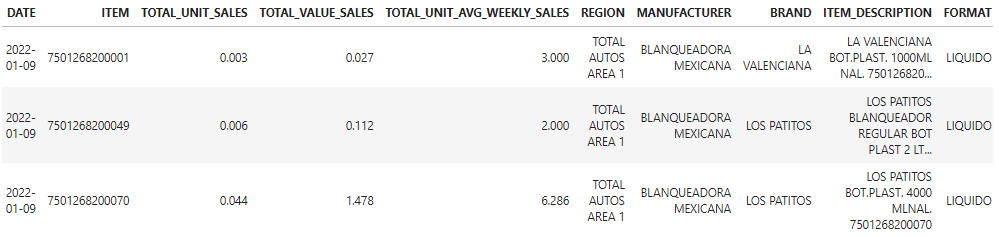 DATE ITEM TOTAL_UNIT_SALES TOTAL_VALUE_SALES TOTAL_UNIT_AVG_WEEKLY_SALES REGION MANUFACTURER BRAND ITEM_DESCRIPTION FORMAT
2022-01-09 7501268200001 0.003 0.027 3.000 TOTAL AUTOS AREA 1 BLANQUEADORA MEXICANA LA VALENCIANA LA VALENCIANA BOT.PLAST. 1000ML NAL. 750126820... LIQUIDO
2022-01-09 7501268200049 0.006 0.112 2.000 TOTAL AUTOS AREA 1 BLANQUEADORA MEXICANA LOS PATITOS LOS PATITOS BLANQUEADOR REGULAR BOT PLAST 2 LT... LIQUIDO
2022-01-09 7501268200070 0.044 1.478 6.286 TOTAL AUTOS AREA 1 BLANQUEADORA MEXICANA LOS PATITOS LOS PATITOS BOT.PLAST. 4000 MLNAL. 7501268200070 LIQUIDO